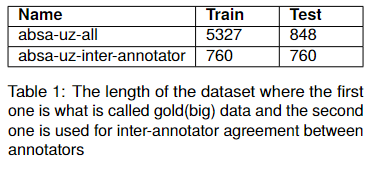 Name Train Test
absa-uz-all 5327 848
absa-uz-inter-annotator 760 760
Table 1: The length of the dataset where the first
one is what is called gold(big) data and the second
one is used for inter-annotator agreement between
annotators